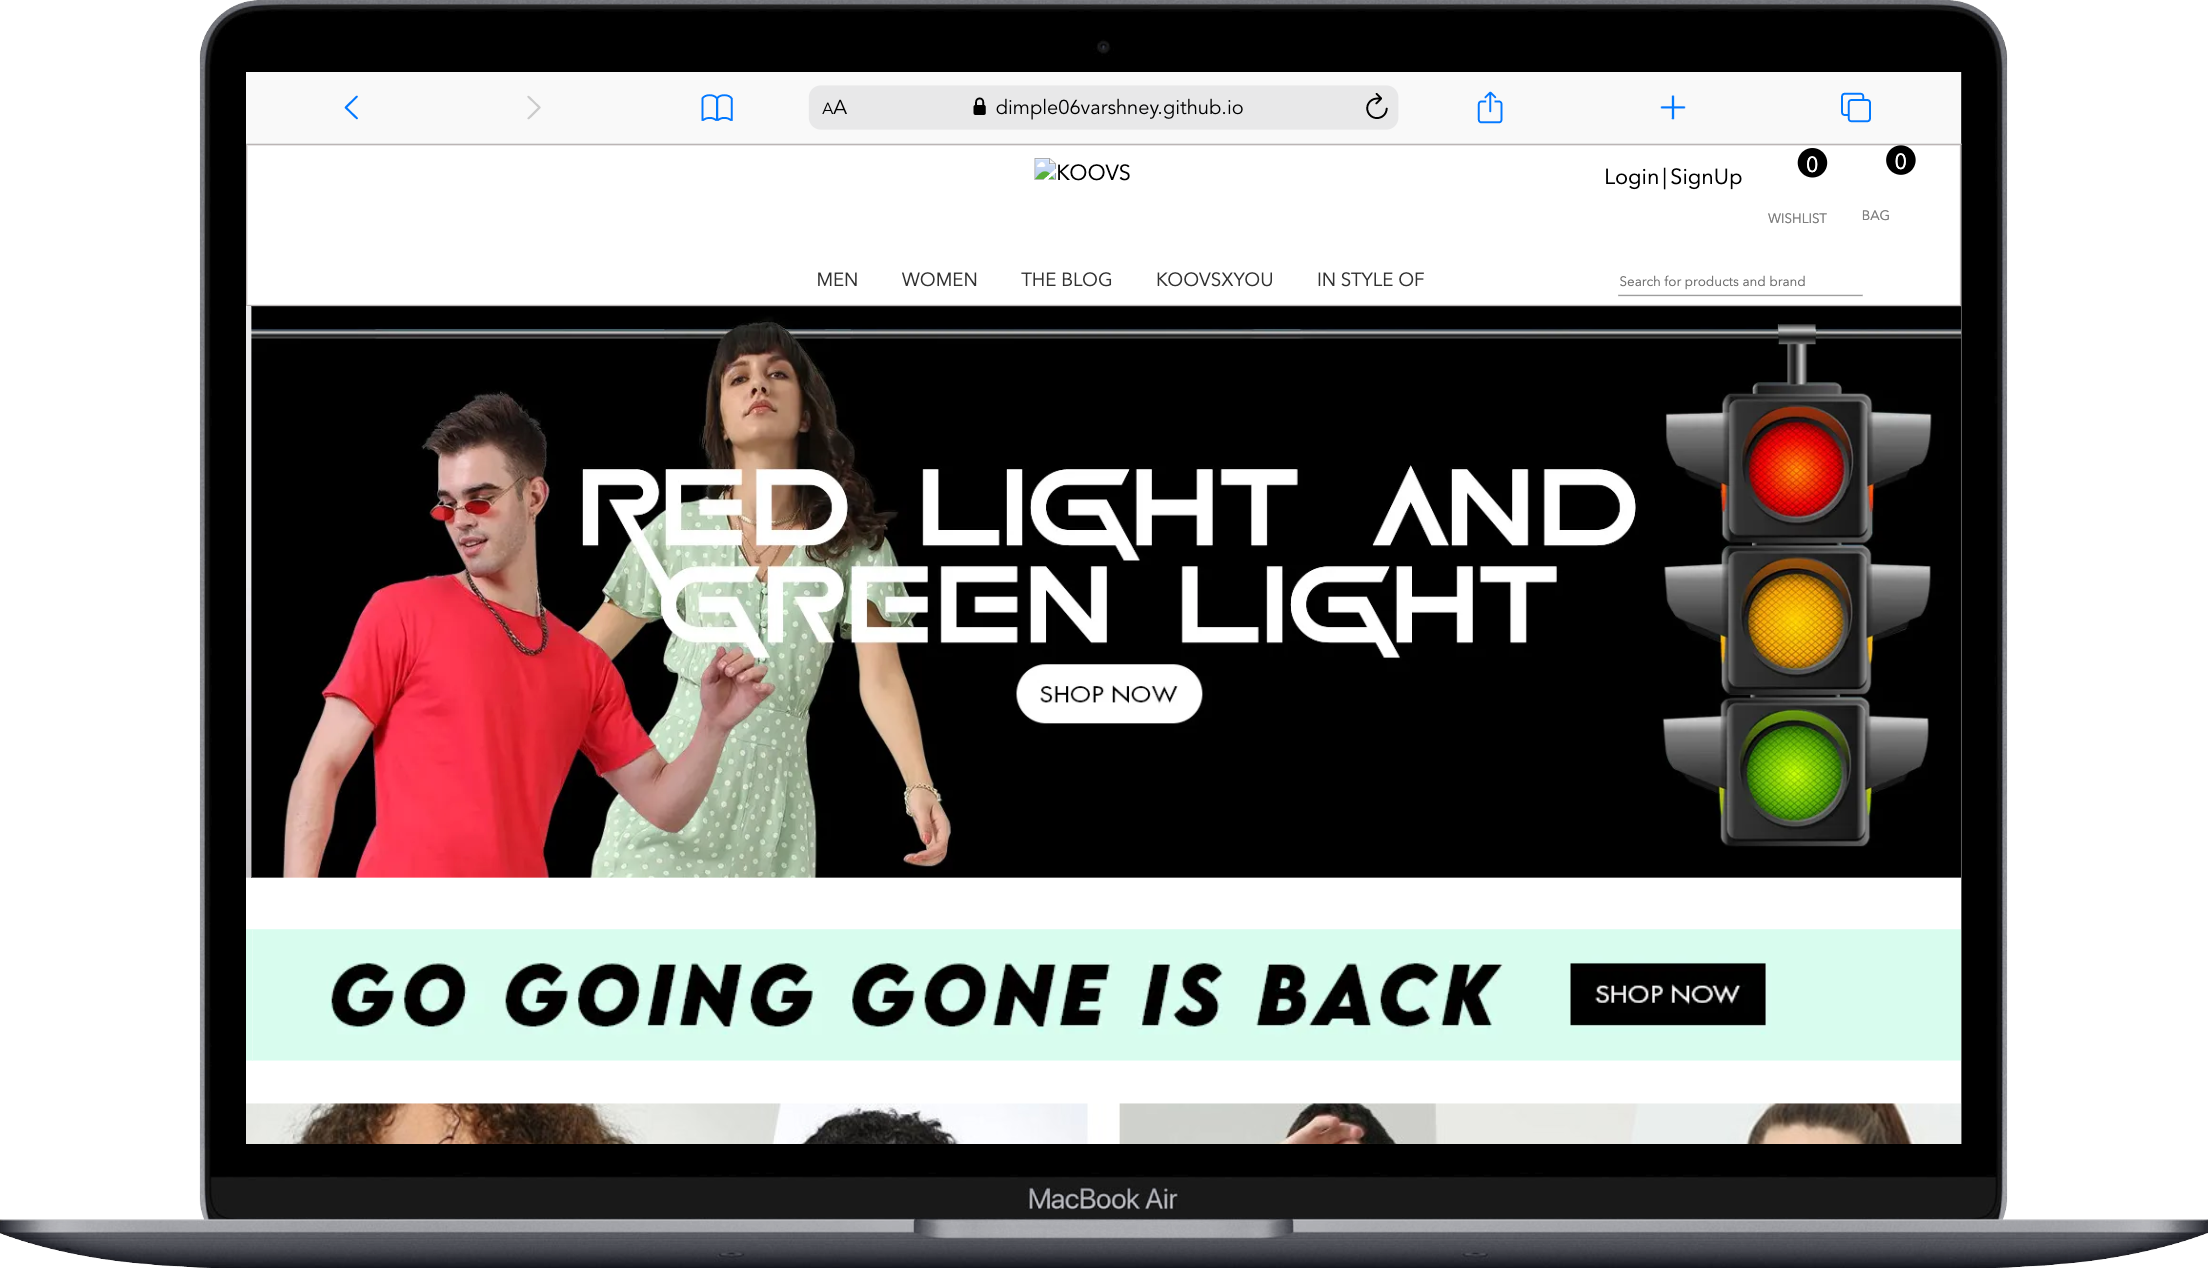 AA dimple06varshney.github.io
KOOVS
Login|SignUp 0 0
WISHLIST BAG
MEN WOMEN THE BLOG KOOVSXYOU IN STYLE OF Search for products and brand
RED LIGHT AND
GREEN LIGHT
SHOP NOW
GO GOING GONE IS BACK SHOP NOW
MacBook Air